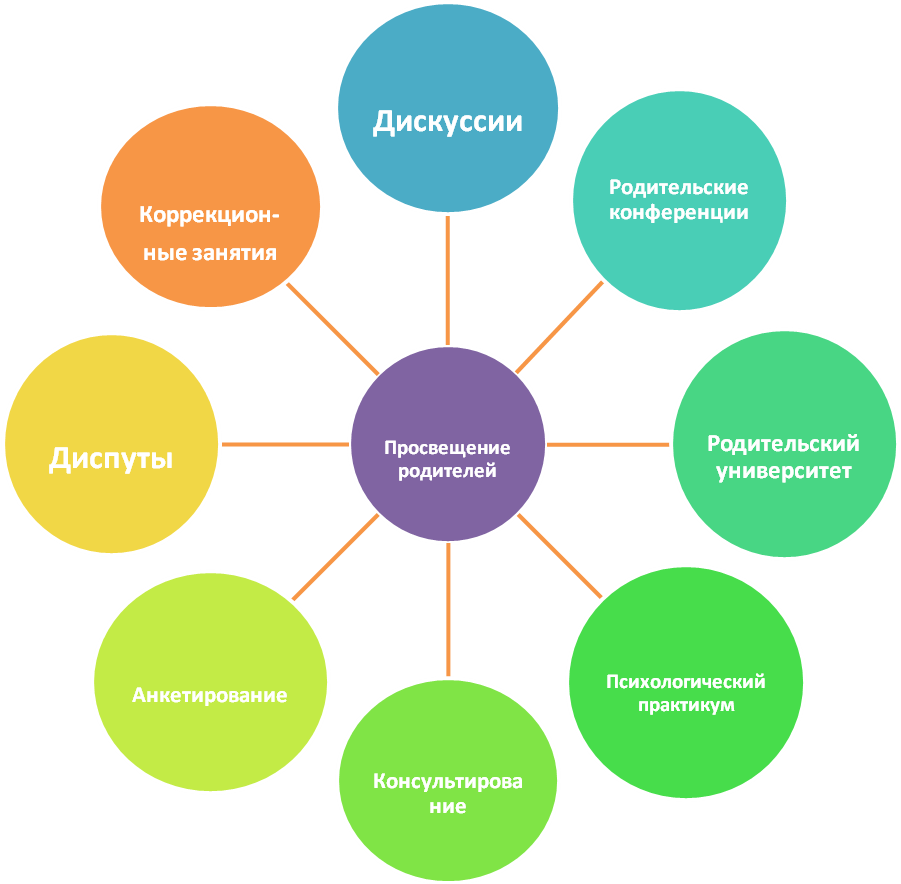 Дискуссии
Родительские
конференции
Родительский
университет
Психологический
практикум
Консультирова
ние
Анкетирование
Диспуты
Коррекцион-
ные занятия
Просвещение
родителей